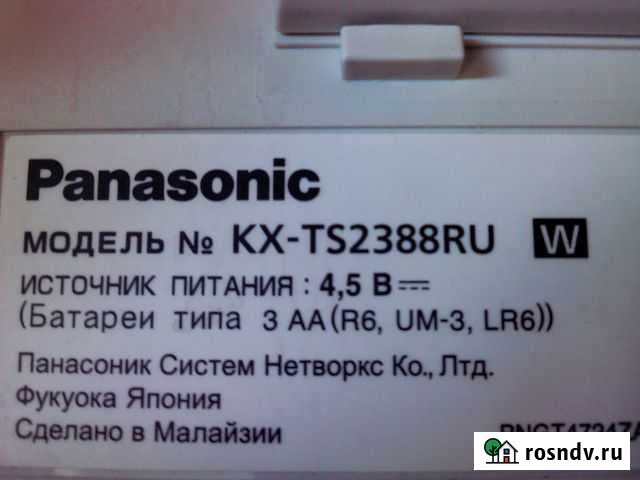 Panasonic
МОДЕЛЬ № KX-TS2388RU W
ИСТОЧНИК ПИТАНИЯ : 4,5 В
(Батареи типа 3 AA (R6, UM-3, LR6))
Панасоник Систем Нетворкс Ко., Лтд.
Фукуока Япония
Сделано в Малайзии
rosndv.ru